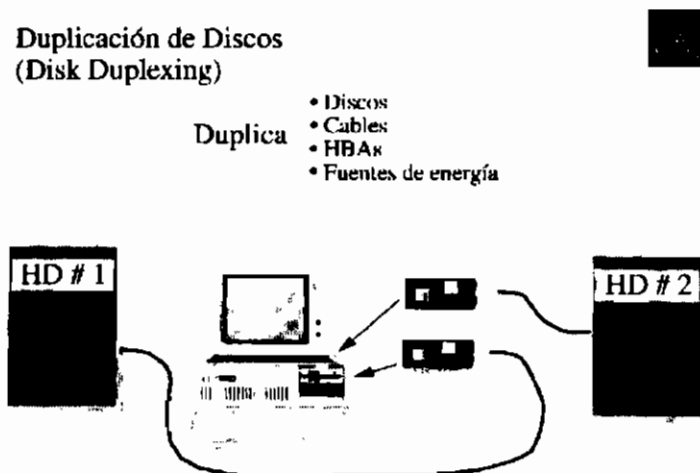 Duplicación de Discos
(Disk Duplexing)
Duplica
• Discos
• Cables
• HBAs
• Fuentes de energía
HD # 1
HD # 2